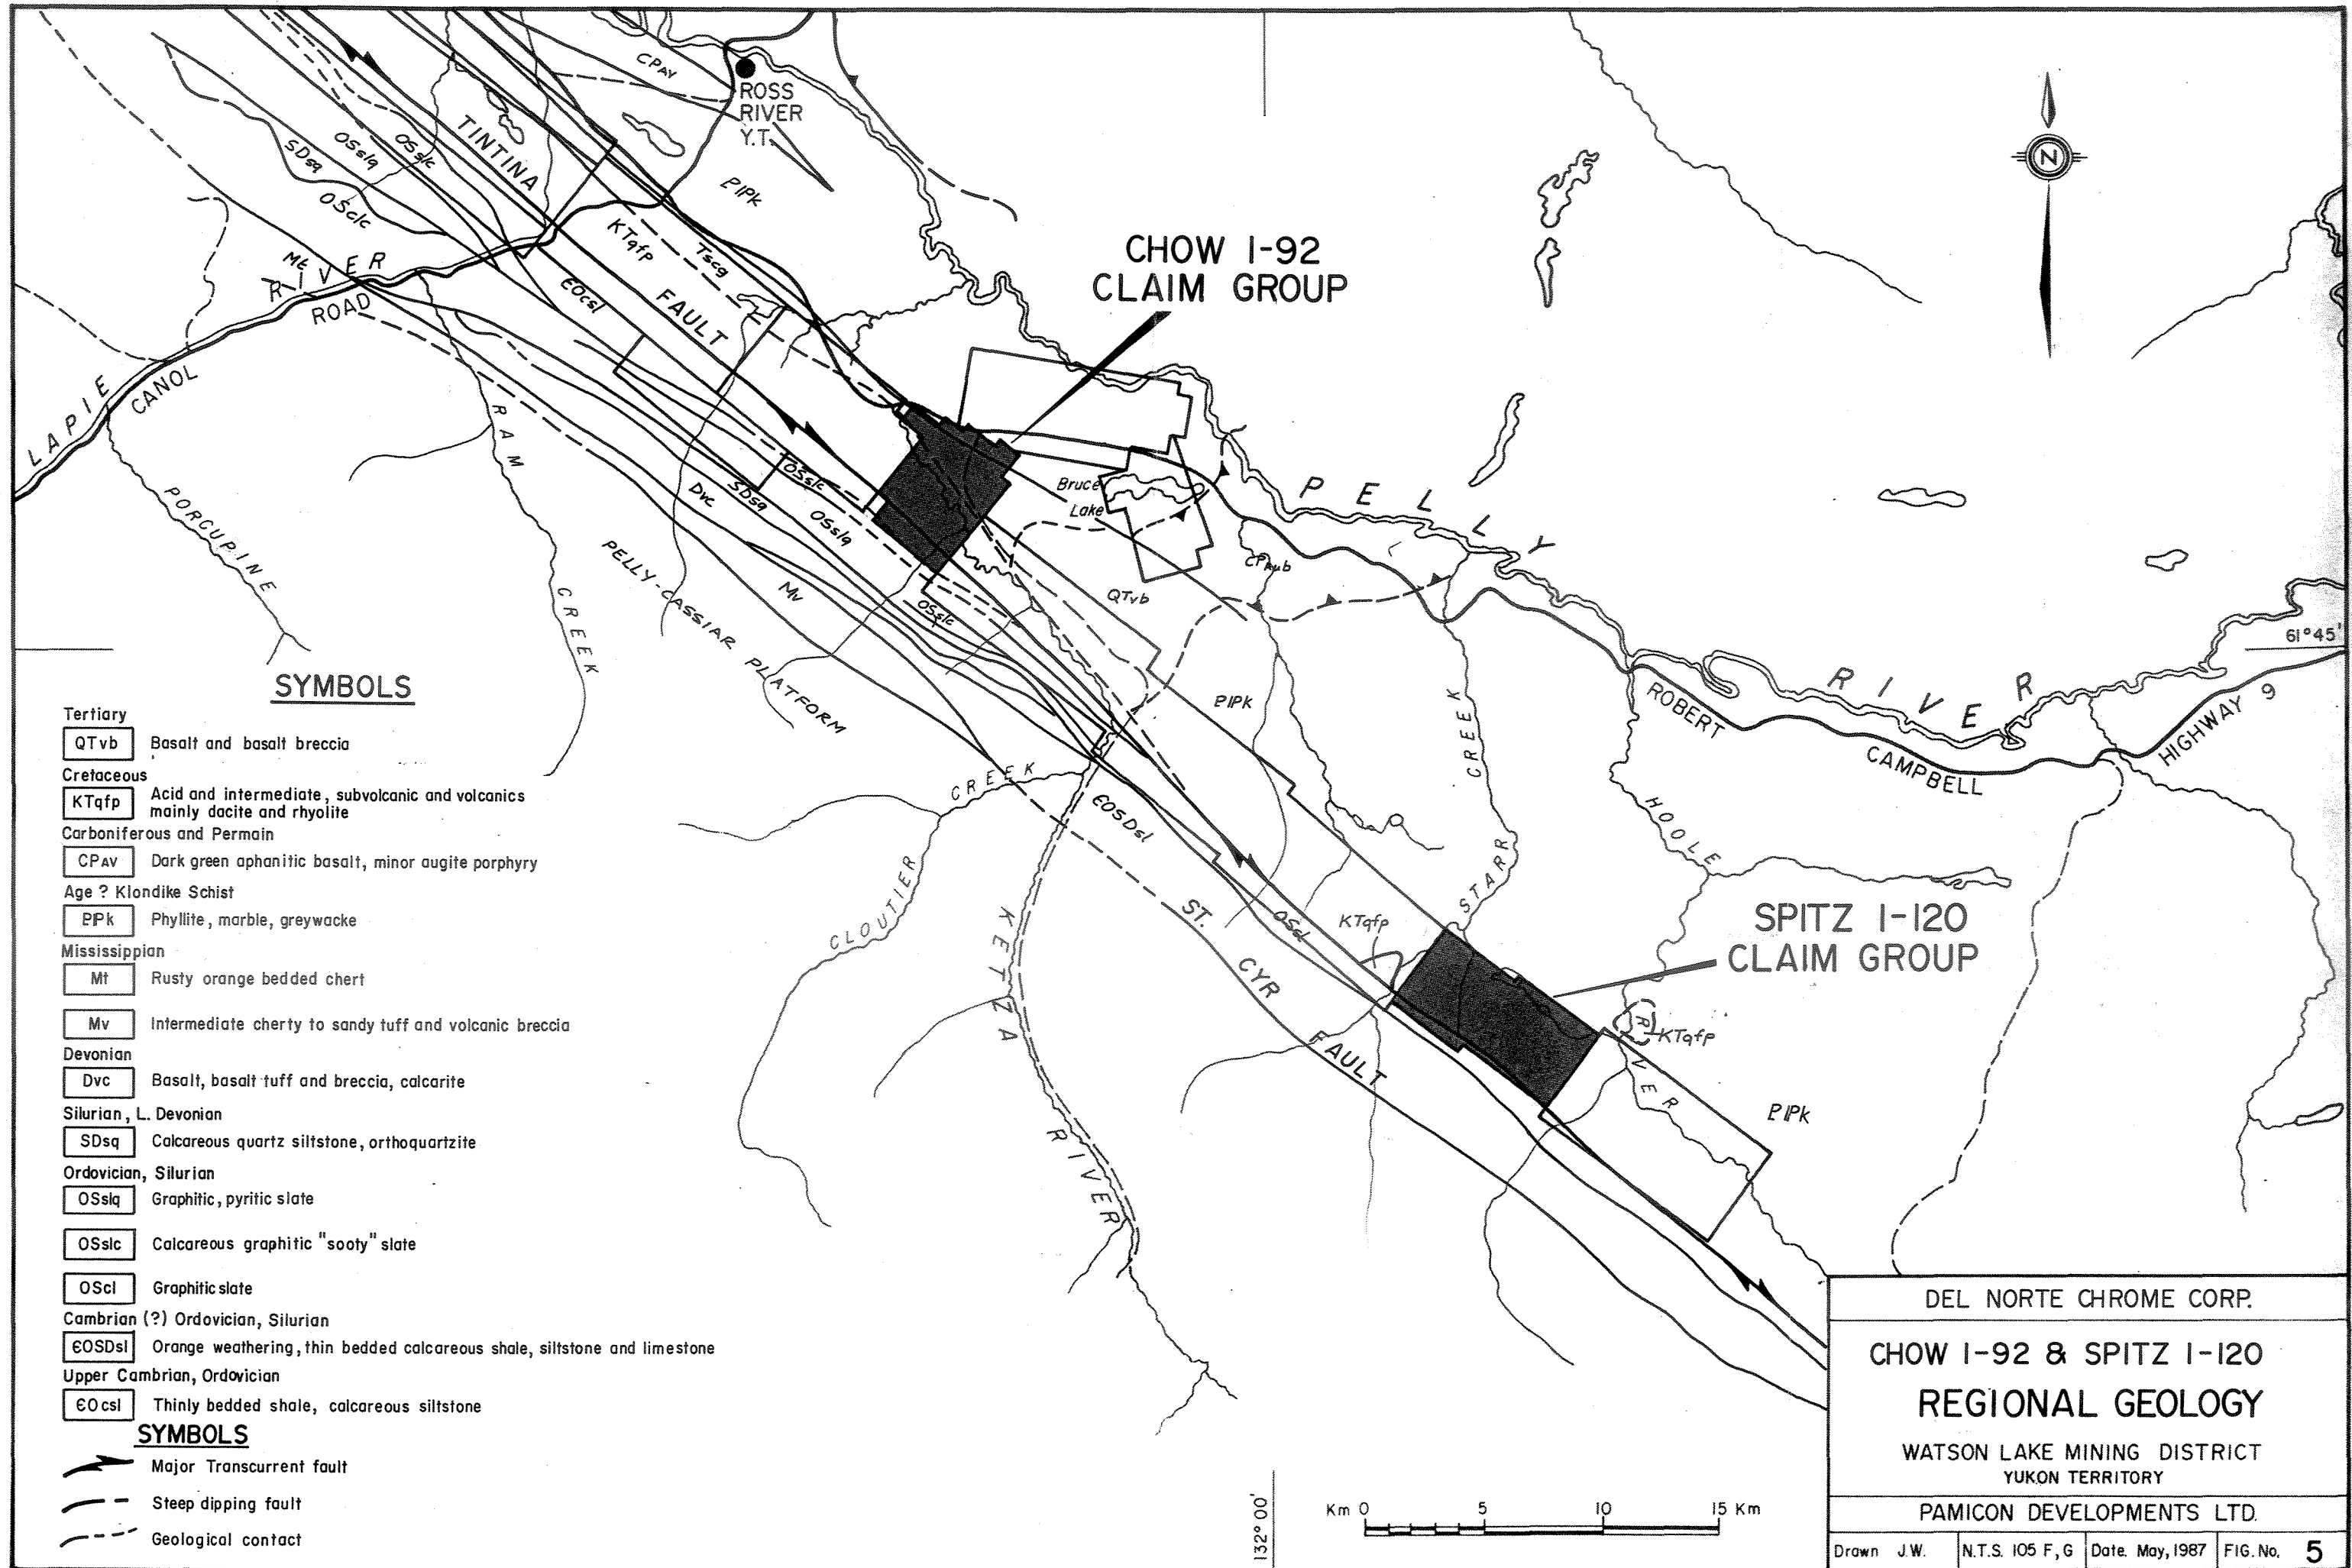 CPAV
ROSS
RIVER
Y.T.
TINTINA
FAULT
SDsq
OSslq
OSslc
OSclc
PIPk
KTqfp
Tscg
Mt
EOcsl
LAPIE
RIVER
CANOL
ROAD
CHOW 1-92
CLAIM GROUP
N
RAM
CREEK
PORCUPINE
Dvc
SDsq
OSslc
OSslq
Mv
OSslc
PELLY-CASSIAR PLATFORM
Bruce
Lake
QTvb
CPAub
PELLY
RIVER
61°45'
ROBERT
CAMPBELL
HIGHWAY 9
PIPk
STARR
CREEK
HOOLE
RIVER
CLOUTIER
CREEK
KETZA
RIVER
ЄOSDsl
ST. CYR FAULT
OSsl
KTqfp
SPITZ 1-120
CLAIM GROUP
KTqfp
PIPk
SYMBOLS
Tertiary
QTvb Basalt and basalt breccia
Cretaceous
KTqfp Acid and intermediate, subvolcanic and volcanics
mainly dacite and rhyolite
Carboniferous and Permain
CPAV Dark green aphanitic basalt, minor augite porphyry
Age ? Klondike Schist
PIPk Phyllite, marble, greywacke
Mississippian
Mt Rusty orange bedded chert
Mv Intermediate cherty to sandy tuff and volcanic breccia
Devonian
Dvc Basalt, basalt tuff and breccia, calcarite
Silurian, L. Devonian
SDsq Calcareous quartz siltstone, orthoquartzite
Ordovician, Silurian
OSslq Graphitic, pyritic slate
OSslc Calcareous graphitic "sooty" slate
OScl Graphitic slate
Cambrian (?) Ordovician, Silurian
ЄOSDsl Orange weathering, thin bedded calcareous shale, siltstone and limestone
Upper Cambrian, Ordovician
ЄOcsl Thinly bedded shale, calcareous siltstone
SYMBOLS
Major Transcurrent fault
Steep dipping fault
Geological contact
132° 00'
Km 0 5 10 15 Km
DEL NORTE CHROME CORP.
CHOW 1-92 & SPITZ 1-120
REGIONAL GEOLOGY
WATSON LAKE MINING DISTRICT
YUKON TERRITORY
PAMICON DEVELOPMENTS LTD.
Drawn J.W. N.T.S. 105 F, G Date. May, 1987 FIG. No. 5